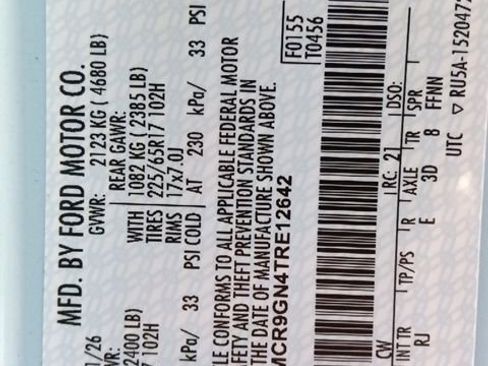 MFD. BY FORD MOTOR CO.
1/26 GVWR: 2123 KG ( 4680 LB)
WR: REAR GAWR:
2400 LB) WITH 1082 KG ( 2385 LB)
7 102H TIRES 225/65R17 102H
RIMS 17x7.0J
kPa/ 33 PSI COLD AT 230 kPa/ 33 PSI
LE CONFORMS TO ALL APPLICABLE FEDERAL MOTOR
AFETY AND THEFT PREVENTION STANDARDS IN
THE DATE OF MANUFACTURE SHOWN ABOVE.
MCR9GN4TRE12642
F0155
T0456
CW RC: 21 DSO:
INT TR TP/PS R AXLE TR SPR
RJ E 3D 8 FFNN
UTC ▽ RU5A-1520472